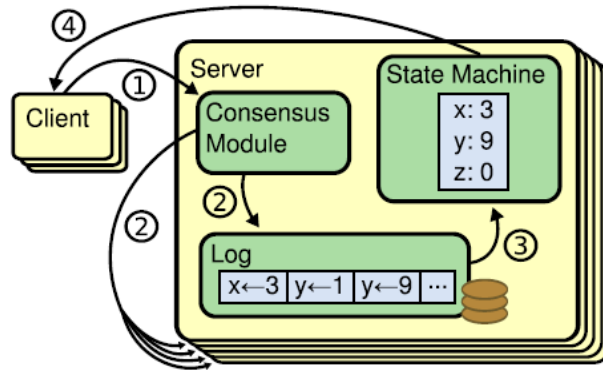 ④
①
Server
State Machine
Client
Consensus
Module
x: 3
y: 9
z: 0
②
②
③
Log
x←3 y←1 y←9 ...